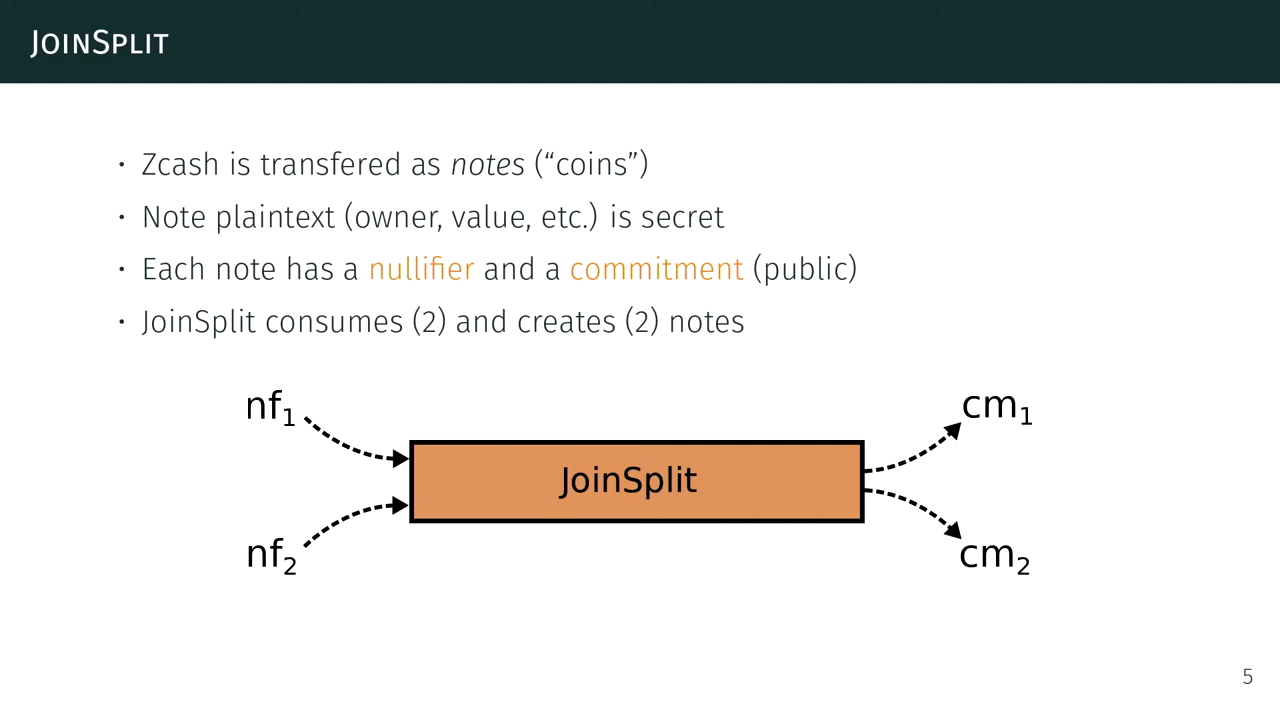 JoinSplit
• Zcash is transfered as notes (“coins”)
• Note plaintext (owner, value, etc.) is secret
• Each note has a nullifier and a commitment (public)
• JoinSplit consumes (2) and creates (2) notes
nf₁
cm₁
JoinSplit
nf₂
cm₂
5